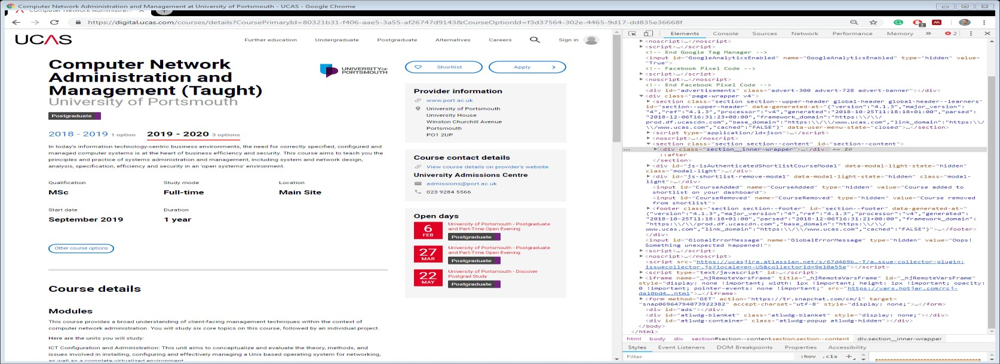 Computer Network Administration and Management at University of Portsmouth - UCAS - Google Chrome
https://digital.ucas.com/courses/details?CoursePrimaryId=80321b31-f406-aae5-3a55-af26747d9143&CourseOptionId=f3d37564-302e-4465-9d17-dd835e36668f
UCAS
Further education Undergraduate Postgraduate Alternatives Careers Sign in
Computer Network
Administration and
Management (Taught)
University of Portsmouth
Postgraduate
UNIVERSITY OF
PORTSMOUTH
2018 - 2019 1 option 2019 - 2020 3 options
In today's information technology-centric business environments, the need for correctly specified, configured and
managed computer systems is at the heart of business efficiency and security. This course aims to teach you the
principles and practice of systems administration and management, including system and network design,
analysis, specification, efficiency and security in an 'open systems' environment.
Qualification Study mode Location
MSc Full-time Main Site
Start date Duration
September 2019 1 year
Other course options
Course details
Modules
This course provides a broad understanding of client-facing management techniques within the context of
computer network administration. You will study six core topics on this course, followed by an individual project.
Here are the units you will study:
ICT Configuration and Administration: This unit aims to conceptualize and evaluate the theory, methods, and
issues involved in installing, configuring and effectively managing a Unix based operating system for networking,
as well as a complete virtualized environment.
Shortlist Apply
Provider information
www.port.ac.uk
University of Portsmouth
University House
Winston Churchill Avenue
Portsmouth
PO1 2UP
Course contact details
View course details on provider's website
University Admissions Centre
admissions@port.ac.uk
023 9284 5566
Open days
6 FEB
University of Portsmouth - Postgraduate
and Part-Time Open Evening
Postgraduate
27 MAR
University of Portsmouth - Postgraduate
and Part-Time Open Evening
Postgraduate
22 MAY
University of Portsmouth - Discover
Postgrad Study
Postgraduate
Elements Console Sources Network Performance Memory » 2
<noscript>…</noscript>
<script>…</script>
<!-- End Google Tag Manager -->
<input id="GoogleAnalyticsEnabled" name="GoogleAnalyticsEnabled" type="hidden" value=
"True">
<!-- Facebook Pixel Code -->
<script>…</script>
<noscript>…</noscript>
<!-- End Facebook Pixel Code -->
<div id="advertisements" class="advert-300 advert-728 advert-banner"></div>
<div class="page-wrapper v4">
<section class="section section--upper-header global-header global-header--learners"
id="section--upper-header" data-generated-at="{"version":"4.1.3","major_version":
"4","ref":"4.1.3","processor":"v4","generated":"2018-10-25T11:18:18+01:00","parsed":
"2018-12-06T16:31:23+00:00","framework_domain":"https:\\/\\/
prod.df.ucascdn.com","base_domain":"https:\\/\\/www.ucas.com","link_domain":"https:\\/
\\/www.ucas.com","cached":"FALSE"}" data-user-menu-state="closed">…</section>
<script type="application/ld+json">…</script>
<noscript>…</noscript>
<section class="section section--content" id="section--content">
<div class="section__inner-wrapper">…</div> == $0
::after
</section>
<div id="js-isAuthenticatedShortlistCourseModal" data-modal-light-state="hidden"
class="modal-light">…</div>
<div id="js-shortlist-remove-modal" data-modal-light-state="hidden" class="modal-
light">…</div>
<input id="CourseAdded" name="CourseAdded" type="hidden" value="Course added to
shortlist on your dashboard">
<input id="CourseRemoved" name="CourseRemoved" type="hidden" value="Course removed
from shortlist">
<footer class="section section--footer" id="section--footer" data-generated-at=
"{"version":"4.1.3","major_version":"4","ref":"4.1.3","processor":"v4","generated":
"2018-10-25T11:18:18+01:00","parsed":"2018-12-06T16:31:21+00:00","framework_domain":
"https:\\/\\/prod.df.ucascdn.com","base_domain":"https:\\/\\/
www.ucas.com","link_domain":"https:\\/\\/www.ucas.com","cached":"FALSE"}">…</footer>
</div>
<input id="GlobalErrorMessage" name="GlobalErrorMessage" type="hidden" value="Oops!
Something unexpected happened!">
<script>…</script>
<noscript>…</noscript>
<script src="https://ucasjira.atlassian.net/s/67d469b…-T/a…ssue-collector-plugin:
issuecollector.js?locale=en-US&collectorId=9e10a55e"></script>
<script type="text/javascript" id>…</script>
<iframe name="_hjRemoteVarsFrame" title="_hjRemoteVarsFrame" id="_hjRemoteVarsFrame"
style="display: none !important; width: 1px !important; height: 1px !important; opacity:
0 !important; pointer-events: none !important;" src="https://vars.hotjar.com/rcj-
da10bd4….html">…</iframe>
<form method="GET" action="https://tr.snapchat.com/cm/i" target=
"snap06964794073922382" accept-charset="utf-8" style="display: none;">…</form>
<div id="ads"></div>
<div id="atlwdg-blanket" class="atlwdg-blanket" style="display: none;"></div>
<div id="atlwdg-container" class="atlwdg-popup atlwdg-hidden"></div>
</body>
</html>
html body div section#section--content.section.section--content div.section__inner-wrapper
Styles Event Listeners DOM Breakpoints Properties Accessibility
Filter :hov .cls +